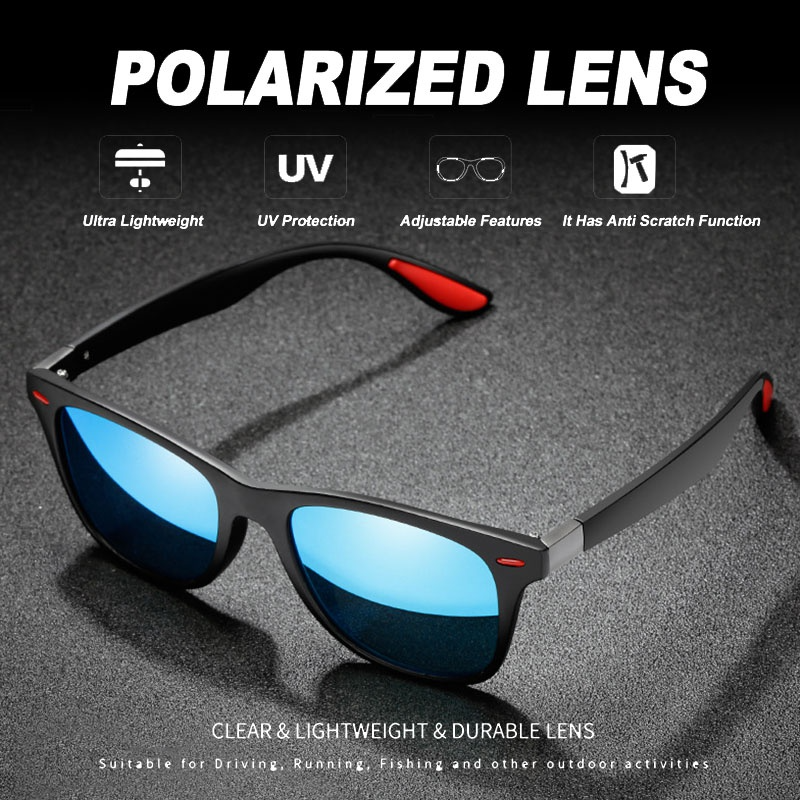 POLARIZED LENS
UV
Ultra Lightweight
UV Protection
Adjustable Features
It Has Anti Scratch Function
CLEAR & LIGHTWEIGHT & DURABLE LENS
Suitable for Driving, Running, Fishing and other outdoor activities